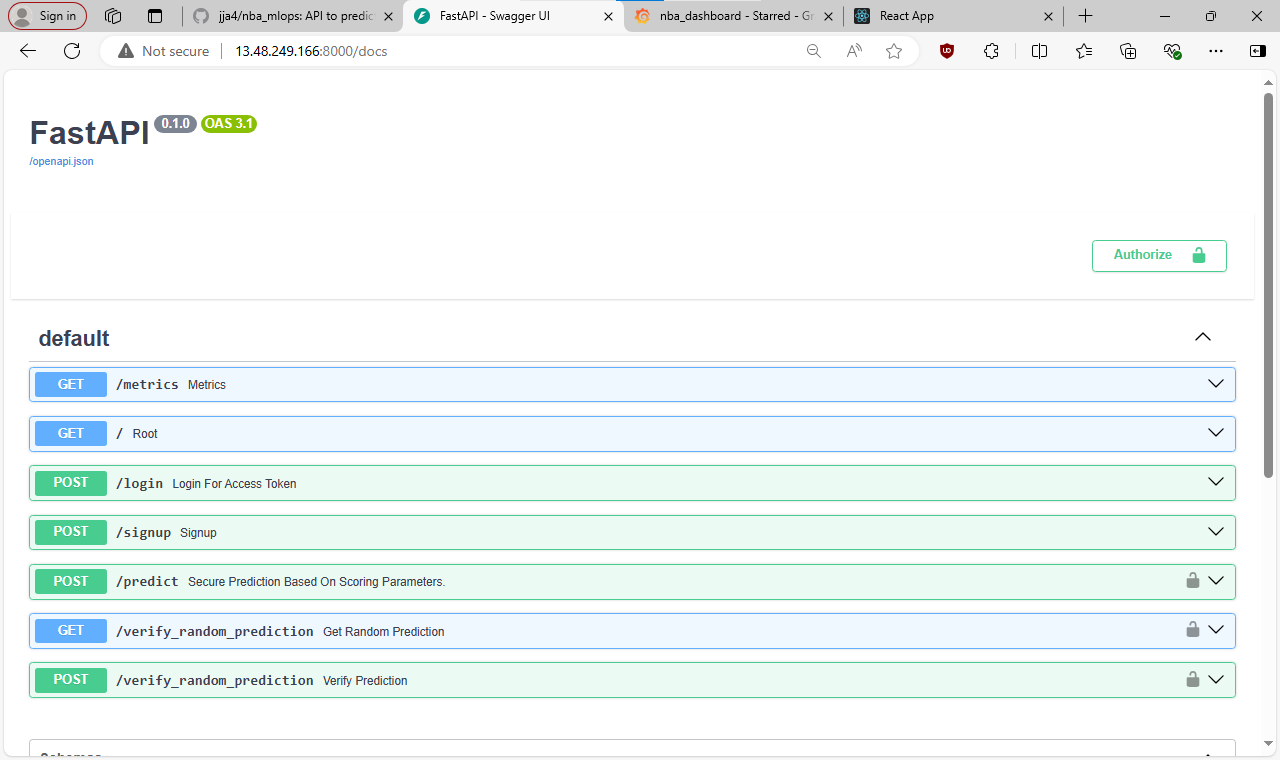 Sign in
jja4/nba_mlops: API to predic
FastAPI - Swagger UI
nba_dashboard - Starred - Gr
React App
Not secure
13.48.249.166:8000/docs
FastAPI 0.1.0 OAS 3.1
/openapi.json
Authorize
default
GET /metrics Metrics
GET / Root
POST /login Login For Access Token
POST /signup Signup
POST /predict Secure Prediction Based On Scoring Parameters.
GET /verify_random_prediction Get Random Prediction
POST /verify_random_prediction Verify Prediction
Schemas